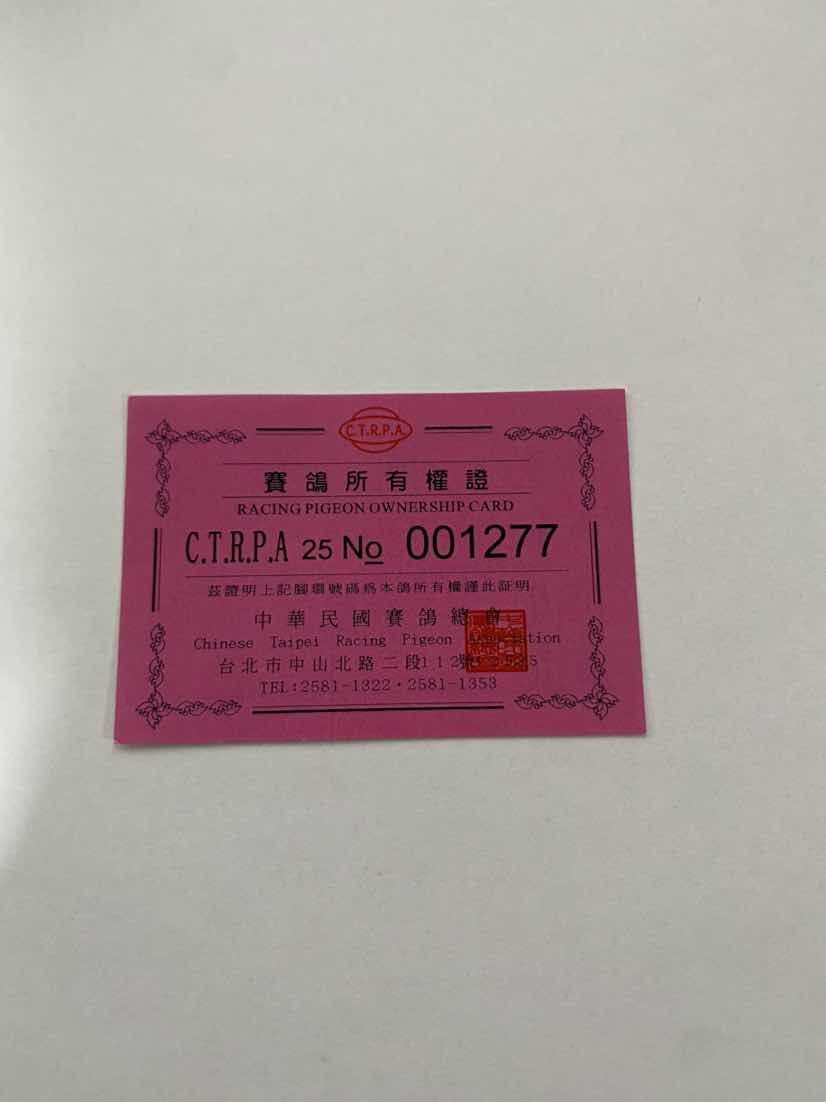 C.T.R.P.A.
賽鴿所有權證
RACING PIGEON OWNERSHIP CARD
C.T.R.P.A 25 No 001277
茲證明上記腳環號碼為本鴿所有權謹此証明
中華民國賽鴿總會
Chinese Taipei Racing Pigeon Association
台北市中山北路二段112號
TEL:2581-1322·2581-1353